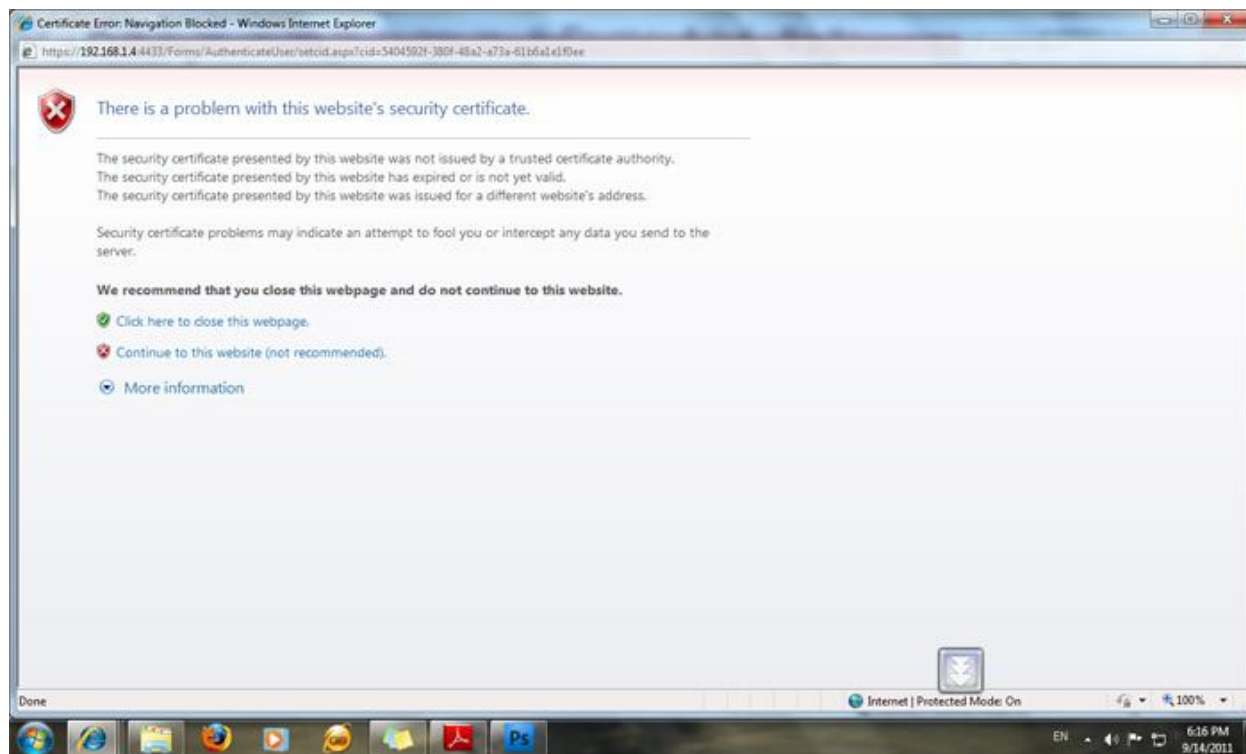 Certificate Error: Navigation Blocked - Windows Internet Explorer
https://192.168.1.4:4433/Forms/AuthenticateUser/setcid.aspx?cid=5404592f-380f-48a2-a73a-61b6a1e1f0ee
There is a problem with this website's security certificate.
The security certificate presented by this website was not issued by a trusted certificate authority.
The security certificate presented by this website has expired or is not yet valid.
The security certificate presented by this website was issued for a different website's address.
Security certificate problems may indicate an attempt to fool you or intercept any data you send to the
server.
We recommend that you close this webpage and do not continue to this website.
Click here to close this webpage.
Continue to this website (not recommended).
More information
Done
Internet | Protected Mode: On
100%
Ps
EN
6:16 PM
9/14/2011